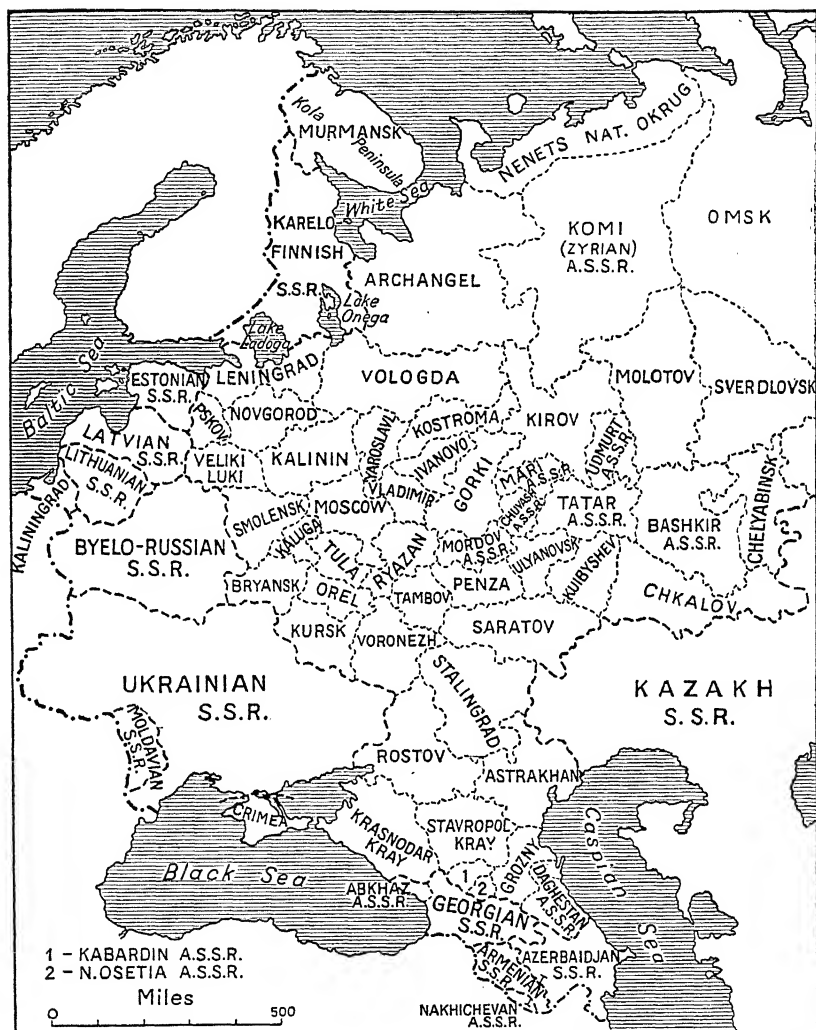 Kola
MURMANSK
Peninsula
NENETS NAT. OKRUG
White Sea
KARELO
FINNISH
S.S.R.
KOMI
(ZYRIAN)
A.S.S.R.
OMSK
ARCHANGEL
Lake
Onega
Lake
Ladoga
Baltic Sea
ESTONIAN
S.S.R.
LENINGRAD
VOLOGDA
MOLOTOV
SVERDLOVSK
PSKOV
NOVGOROD
YAROSLAVL
KOSTROMA
KIROV
UDMURT
A.S.S.R.
LATVIAN
S.S.R.
VELIKI
LUKI
KALININ
IVANOVO
GORKI
MARI
A.S.S.R.
CHUVASH
A.S.S.R.
TATAR
A.S.S.R.
LITHUANIAN
S.S.R.
KALININGRAD
SMOLENSK
MOSCOW
VLADIMIR
BASHKIR
A.S.S.R.
CHELYABINSK
BYELO-RUSSIAN
S.S.R.
KALUGA
TULA
RYAZAN
MORDOV
A.S.S.R.
ULYANOVSK
KUIBYSHEV
BRYANSK
OREL
TAMBOV
PENZA
CHKALOV
KURSK
VORONEZH
SARATOV
UKRAINIAN
S.S.R.
STALINGRAD
KAZAKH
S.S.R.
MOLDAVIAN
S.S.R.
ROSTOV
ASTRAKHAN
CRIMEA
KRASNODAR
KRAY
STAVROPOL
KRAY
Caspian Sea
Black Sea
1
2
GROZNY
DAGHESTAN
A.S.S.R.
ABKHAZ
A.S.S.R.
GEORGIAN
S.S.R.
ARMENIAN
S.S.R.
AZERBAIDJAN
S.S.R.
NAKHICHEVAN
A.S.S.R.
1 - KABARDIN A.S.S.R.
2 - N.OSETIA A.S.S.R.
Miles
0 500